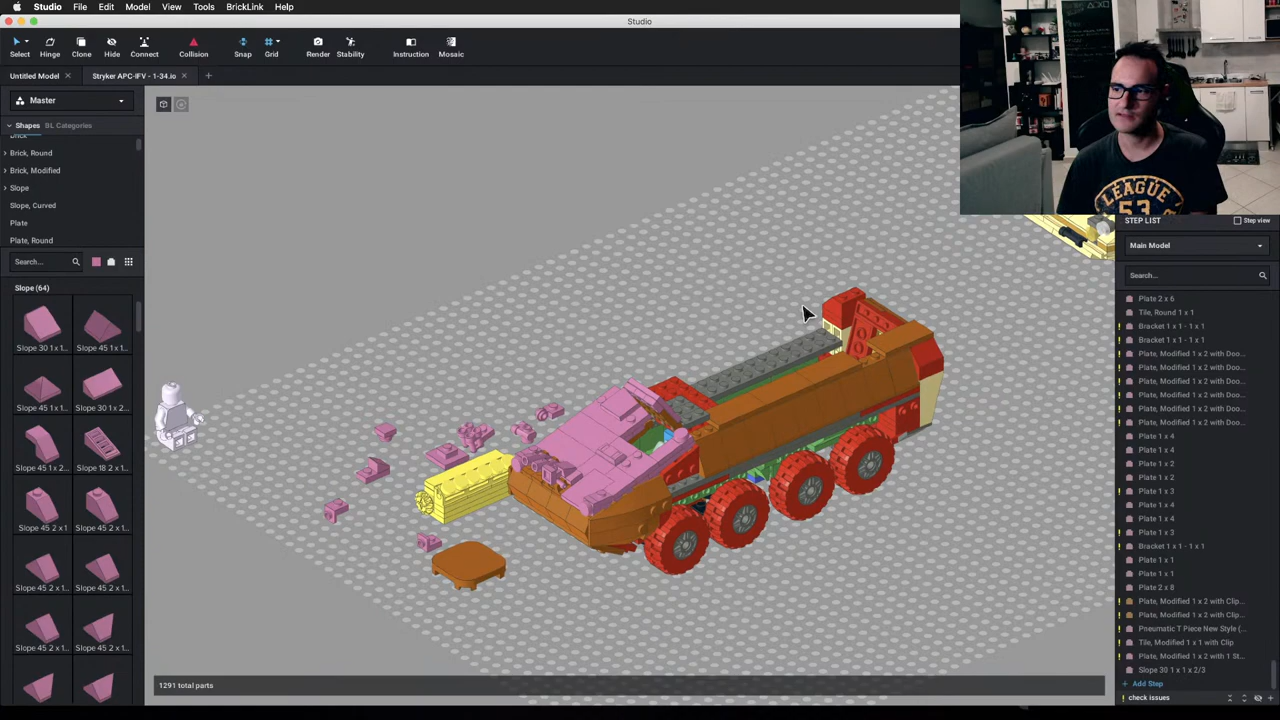 Studio File Edit Model View Tools BrickLink Help
Studio
Select Hinge Clone Hide Connect Collision Snap Grid Render Stability Instruction Mosaic
Untitled Model Stryker APC-IFV - 1-34.io
Master
Shapes BL Categories
Brick
Brick, Round
Brick, Modified
Slope
Slope, Curved
Plate
Plate, Round
Search...
Slope (64)
Slope 30 1x 1... Slope 45 1x 1...
Slope 45 1x 1... Slope 30 1x 2...
Slope 45 1 x 2... Slope 18 2 x 1...
Slope 45 2 x 1 Slope 45 2 x 1...
Slope 45 2 x 1... Slope 45 2 x 1...
Slope 45 2 x 1... Slope 45 2 x 1...
1291 total parts
LEAGUE
53
STEP LIST Step view
Main Model
Search...
Plate 2 x 6
Tile, Round 1 x 1
Bracket 1 x 1 - 1 x 1
Bracket 1 x 1 - 1 x 1
Plate, Modified 1 x 2 with Doo...
Plate, Modified 1 x 2 with Doo...
Plate, Modified 1 x 2 with Doo...
Plate, Modified 1 x 2 with Doo...
Plate, Modified 1 x 2 with Doo...
Plate, Modified 1 x 2 with Doo...
Plate 1 x 4
Plate 1 x 4
Plate 1 x 2
Plate 1 x 2
Plate 1 x 3
Plate 1 x 4
Plate 1 x 4
Plate 1 x 3
Bracket 1 x 1 - 1 x 1
Plate 1 x 1
Plate 1 x 1
Plate 2 x 8
Plate, Modified 1 x 2 with Clip...
Plate, Modified 1 x 2 with Clip...
Pneumatic T Piece New Style (...
Tile, Modified 1 x 1 with Clip
Plate, Modified 1 x 2 with 1 St...
Slope 30 1 x 1 x 2/3
+ Add Step
check issues